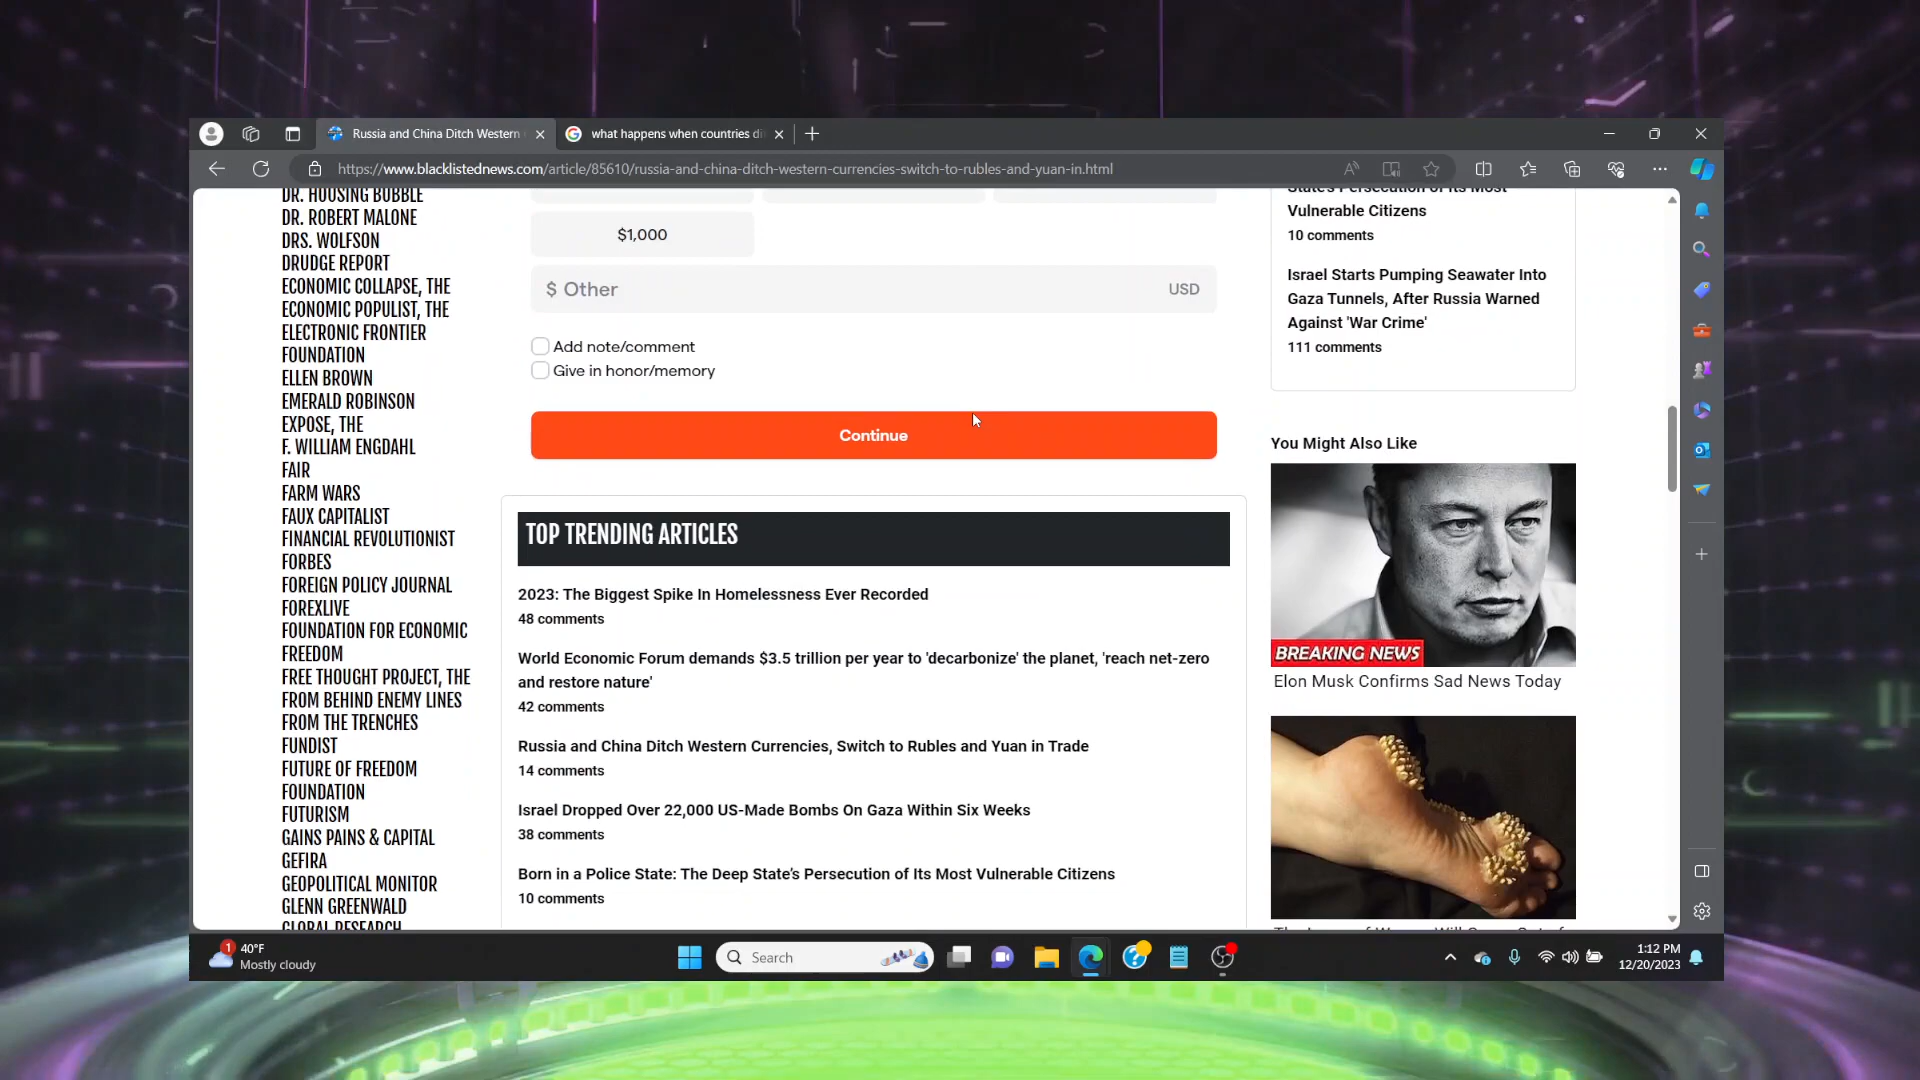 Russia and China Ditch Western
what happens when countries di
https://www.blacklistednews.com/article/85610/russia-and-china-ditch-western-currencies-switch-to-rubles-and-yuan-in.html
DR. HOUSING BUBBLE
DR. ROBERT MALONE
DRS. WOLFSON
DRUDGE REPORT
ECONOMIC COLLAPSE, THE
ECONOMIC POPULIST, THE
ELECTRONIC FRONTIER
FOUNDATION
ELLEN BROWN
EMERALD ROBINSON
EXPOSE, THE
F. WILLIAM ENGDAHL
FAIR
FARM WARS
FAUX CAPITALIST
FINANCIAL REVOLUTIONIST
FORBES
FOREIGN POLICY JOURNAL
FOREXLIVE
FOUNDATION FOR ECONOMIC
FREEDOM
FREE THOUGHT PROJECT, THE
FROM BEHIND ENEMY LINES
FROM THE TRENCHES
FUNDIST
FUTURE OF FREEDOM
FOUNDATION
FUTURISM
GAINS PAINS & CAPITAL
GEFIRA
GEOPOLITICAL MONITOR
GLENN GREENWALD
GLOBAL RESEARCH
$1,000
$ Other USD
Add note/comment
Give in honor/memory
Continue
TOP TRENDING ARTICLES
2023: The Biggest Spike In Homelessness Ever Recorded
48 comments
World Economic Forum demands $3.5 trillion per year to 'decarbonize' the planet, 'reach net-zero
and restore nature'
42 comments
Russia and China Ditch Western Currencies, Switch to Rubles and Yuan in Trade
14 comments
Israel Dropped Over 22,000 US-Made Bombs On Gaza Within Six Weeks
38 comments
Born in a Police State: The Deep State's Persecution of Its Most Vulnerable Citizens
10 comments
State's Persecution of Its Most
Vulnerable Citizens
10 comments
Israel Starts Pumping Seawater Into
Gaza Tunnels, After Russia Warned
Against 'War Crime'
111 comments
You Might Also Like
BREAKING NEWS
Elon Musk Confirms Sad News Today
1
40°F
Mostly cloudy
Search
1:12 PM
12/20/2023